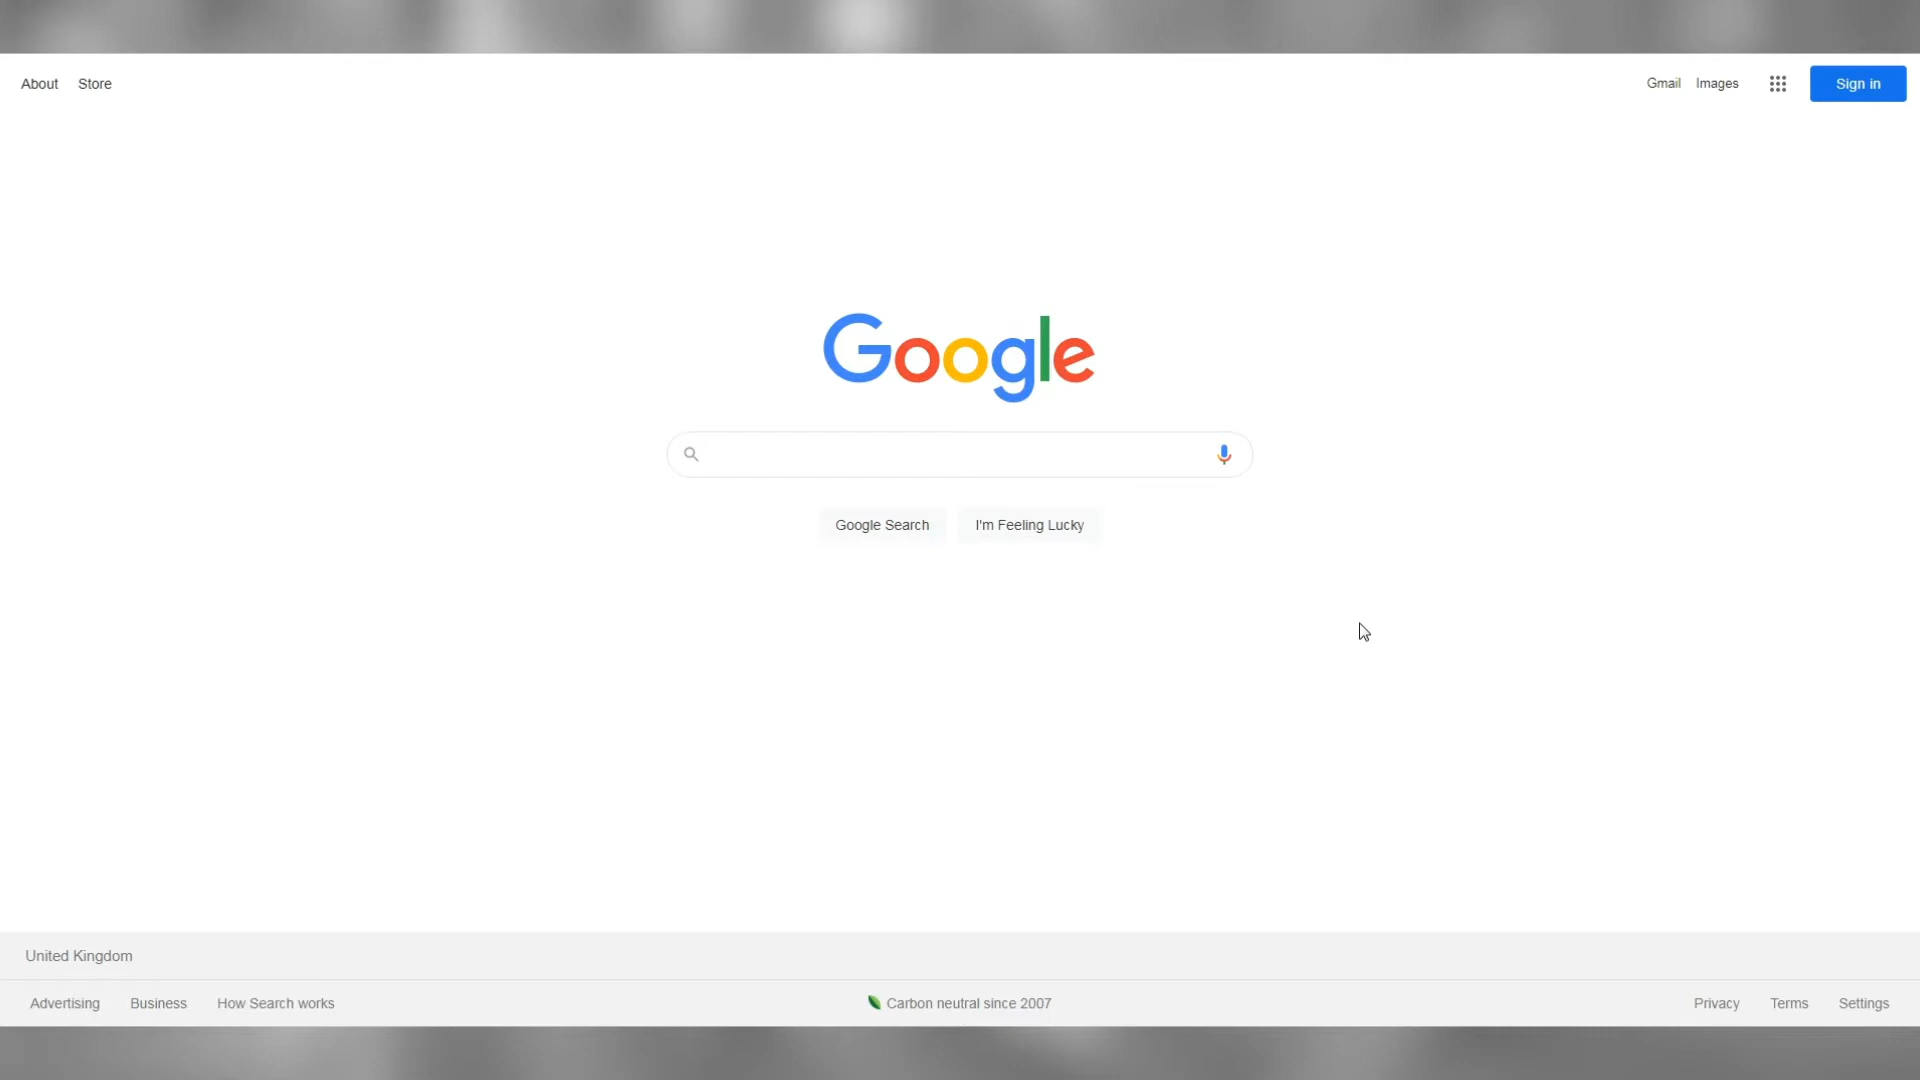 About Store Gmail Images Sign in
Google
Google Search I'm Feeling Lucky
United Kingdom
Advertising Business How Search works Carbon neutral since 2007 Privacy Terms Settings